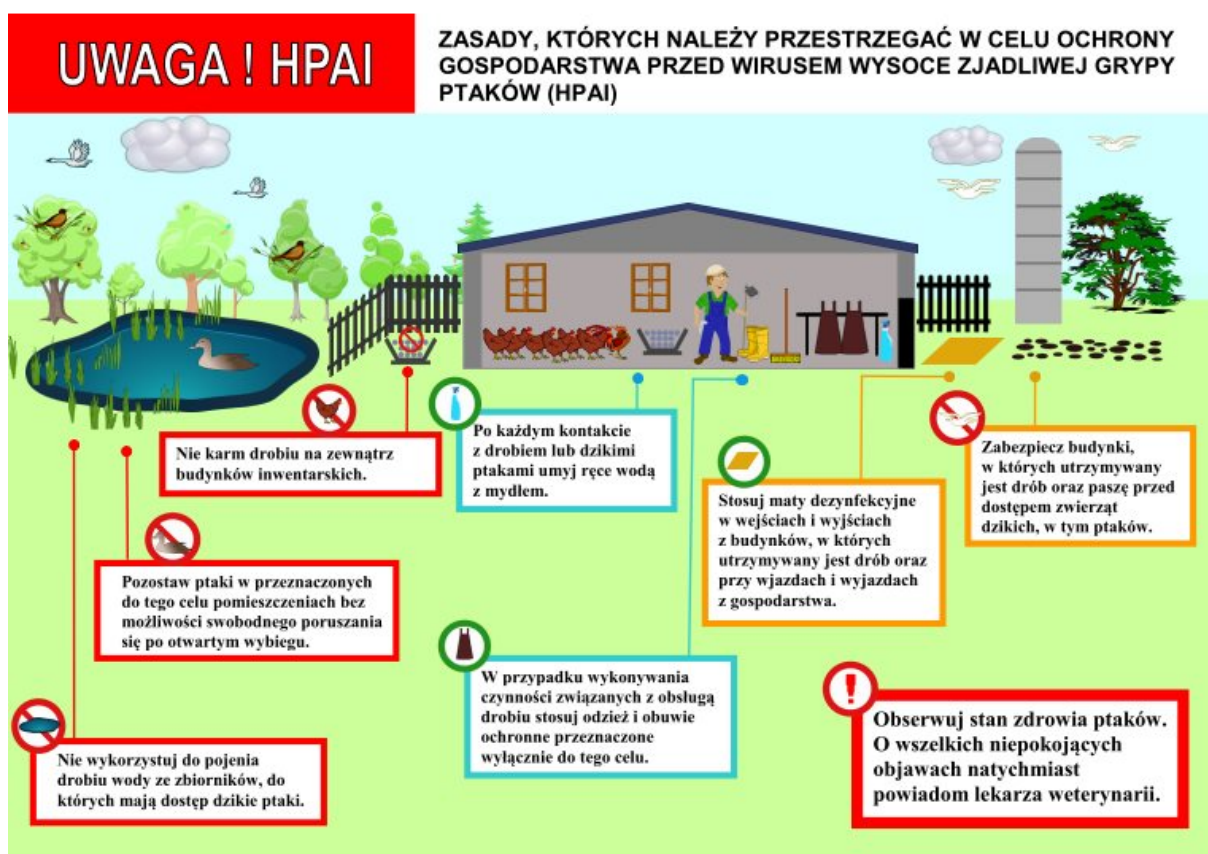 UWAGA ! HPAI
ZASADY, KTÓRYCH NALEŻY PRZESTRZEGAĆ W CELU OCHRONY
GOSPODARSTWA PRZED WIRUSEM WYSOCE ZJADLIWEJ GRYPY
PTAKÓW (HPAI)
Nie karm drobiu na zewnątrz
budynków inwentarskich.
Po każdym kontakcie
z drobiem lub dzikimi
ptakami umyj ręce wodą
z mydłem.
Zabezpiecz budynki,
w których utrzymywany
jest drób oraz paszę przed
dostępem zwierząt
dzikich, w tym ptaków.
Stosuj maty dezynfekcyjne
w wejściach i wyjściach
z budynków, w których
utrzymywany jest drób oraz
przy wjazdach i wyjazdach
z gospodarstwa.
Pozostaw ptaki w przeznaczonych
do tego celu pomieszczeniach bez
możliwości swobodnego poruszania
się po otwartym wybiegu.
W przypadku wykonywania
czynności związanych z obsługą
drobiu stosuj odzież i obuwie
ochronne przeznaczone
wyłącznie do tego celu.
Nie wykorzystuj do pojenia
drobiu wody ze zbiorników, do
których mają dostęp dzikie ptaki.
Obserwuj stan zdrowia ptaków.
O wszelkich niepokojących
objawach natychmiast
powiadom lekarza weterynarii.